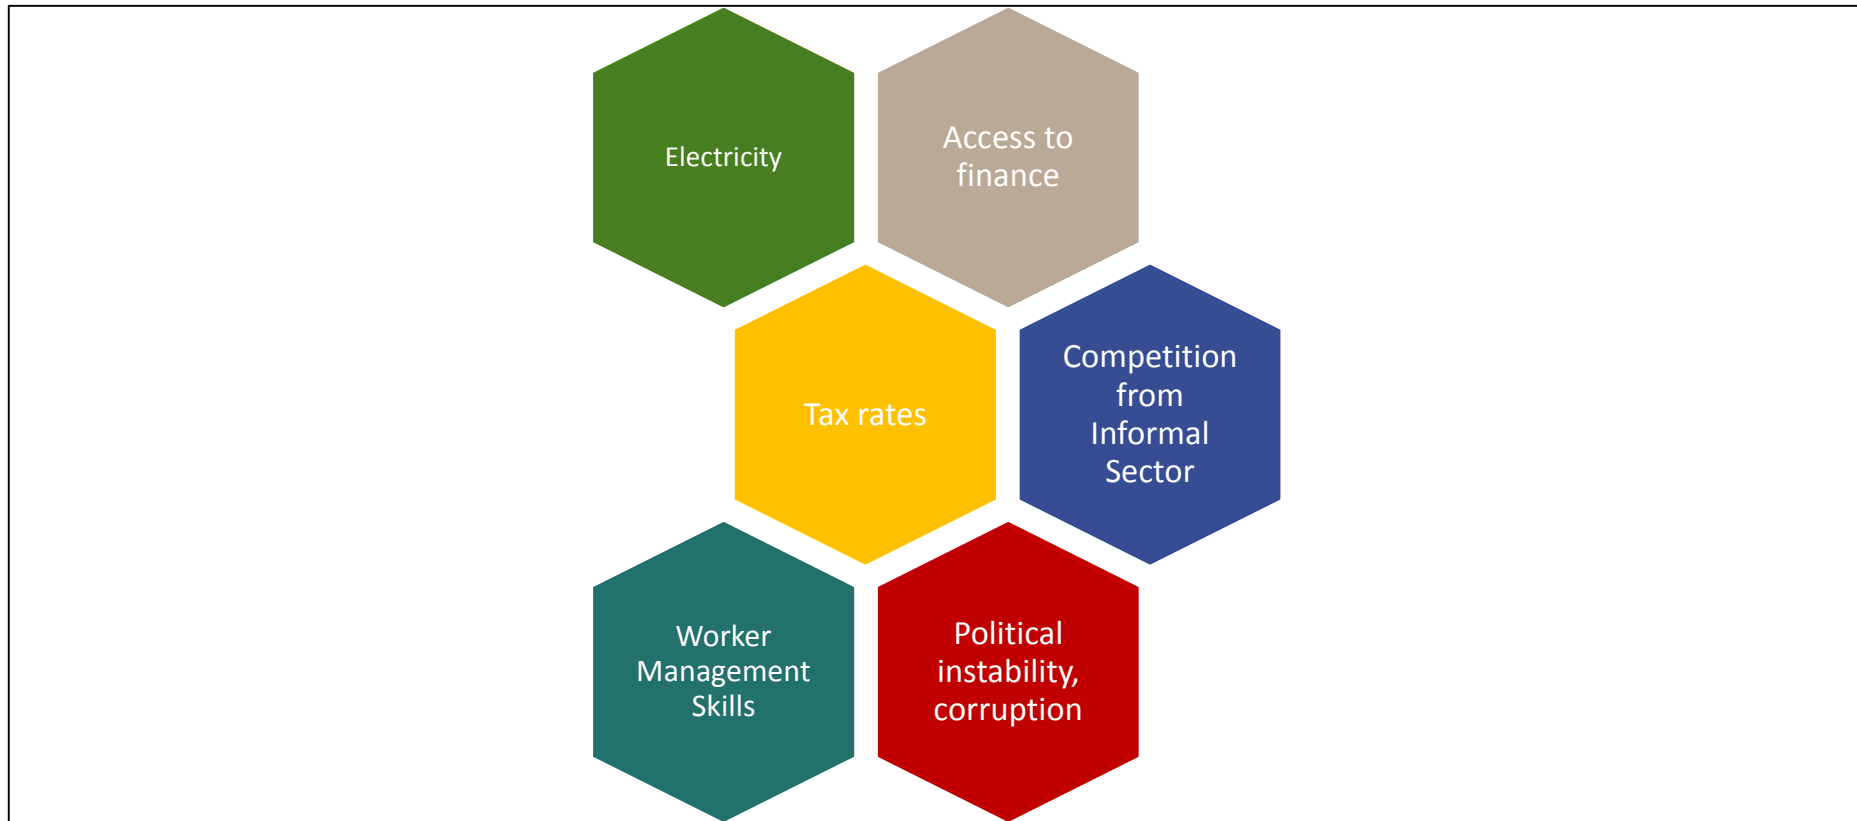 Electricity
Access to
finance
Tax rates
Competition
from
Informal
Sector
Worker
Management
Skills
Political
instability,
corruption